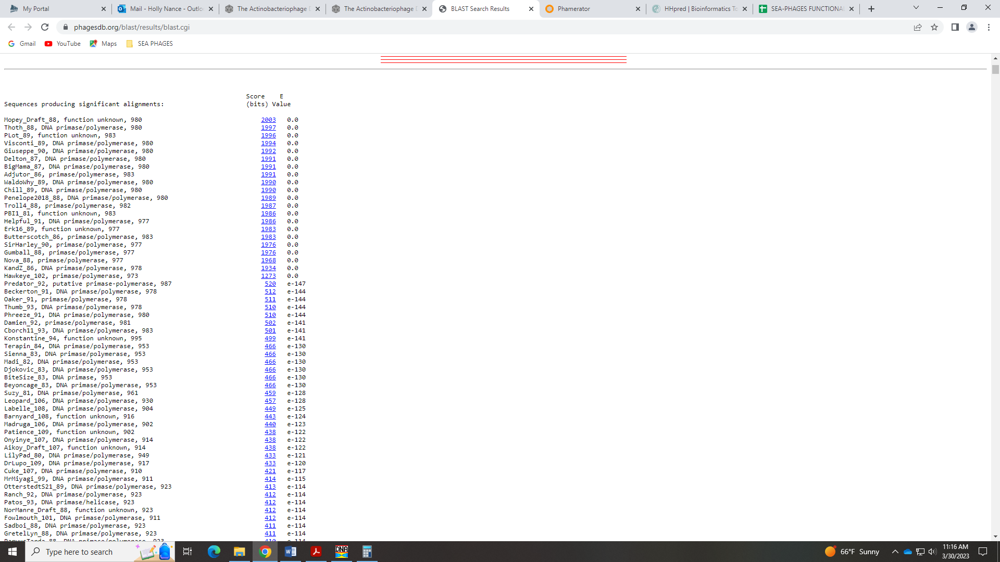 My Portal
Mail - Holly Nance - Outlo
The Actinobacteriophage D
The Actinobacteriophage D
BLAST Search Results
Phamerator
HHpred | Bioinformatics To
SEA-PHAGES FUNCTIONAL
phagesdb.org/blast/results/blast.cgi
Gmail YouTube Maps SEA PHAGES
Score E
Sequences producing significant alignments: (bits) Value
Mopey_Draft_88, function unknown, 980 2003 0.0
Thoth_88, DNA primase/polymerase, 980 1997 0.0
PLot_89, function unknown, 983 1996 0.0
Visconti_89, DNA primase/polymerase, 980 1994 0.0
Giuseppe_90, DNA primase/polymerase, 980 1992 0.0
Delton_87, DNA primase/polymerase, 980 1991 0.0
BigMama_87, DNA primase/polymerase, 980 1991 0.0
Adjutor_86, primase/polymerase, 983 1991 0.0
WaldoWhy_89, DNA primase/polymerase, 980 1990 0.0
Chill_89, DNA primase/polymerase, 980 1990 0.0
Penelope2018_88, DNA primase/polymerase, 980 1989 0.0
Troll4_88, primase/polymerase, 982 1987 0.0
PBI1_81, function unknown, 983 1986 0.0
Helpful_91, DNA primase/polymerase, 977 1986 0.0
Erk16_89, function unknown, 977 1983 0.0
Butterscotch_86, primase/polymerase, 983 1983 0.0
SirHarley_90, primase/polymerase, 977 1976 0.0
Gumball_88, primase/polymerase, 977 1976 0.0
Nova_88, primase/polymerase, 977 1968 0.0
KandZ_86, DNA primase/polymerase, 978 1934 0.0
Hawkeye_102, primase/polymerase, 973 1273 0.0
Predator_92, putative primase-polymerase, 987 520 e-147
Beckerton_91, DNA primase/polymerase, 978 512 e-144
Oaker_91, primase/polymerase, 978 511 e-144
Thumb_93, DNA primase/polymerase, 978 510 e-144
Phreeze_91, DNA primase/polymerase, 980 510 e-144
Damien_92, primase/polymerase, 981 502 e-141
Cborch11_93, DNA primase/polymerase, 983 501 e-141
Konstantine_94, function unknown, 995 499 e-141
Terapin_84, DNA primase/polymerase, 953 466 e-130
Sienna_83, DNA primase/polymerase, 953 466 e-130
Madi_82, DNA primase/polymerase, 953 466 e-130
Djokovic_83, DNA primase/polymerase, 953 466 e-130
BiteSize_83, DNA primase, 953 466 e-130
Beyoncage_83, DNA primase/polymerase, 953 466 e-130
Suzy_81, DNA primase/polymerase, 961 459 e-128
Leopard_106, DNA primase/polymerase, 930 457 e-128
Labelle_108, DNA primase/polymerase, 904 449 e-125
Barnyard_108, function unknown, 916 443 e-124
Madruga_106, DNA primase/polymerase, 902 440 e-123
Patience_109, function unknown, 902 438 e-122
Onyinye_107, DNA primase/polymerase, 914 438 e-122
Aikoy_Draft_107, function unknown, 914 438 e-122
LilyPad_80, DNA primase/polymerase, 949 433 e-121
DrLupo_109, DNA primase/polymerase, 917 433 e-120
Cuke_107, DNA primase/polymerase, 910 421 e-117
MrMiyagi_99, DNA primase/polymerase, 911 414 e-115
OtterstedtS21_89, DNA primase/polymerase, 923 413 e-114
Ranch_92, DNA primase/polymerase, 923 412 e-114
Patos_93, DNA primase/helicase, 923 412 e-114
NorManre_Draft_88, function unknown, 923 412 e-114
Fowlmouth_101, DNA primase/polymerase, 911 412 e-114
Sadboi_88, DNA primase/polymerase, 923 411 e-114
GretelLyn_88, DNA primase/polymerase, 923 411 e-114
Type here to search
DNA
66°F Sunny
11:16 AM
3/30/2023